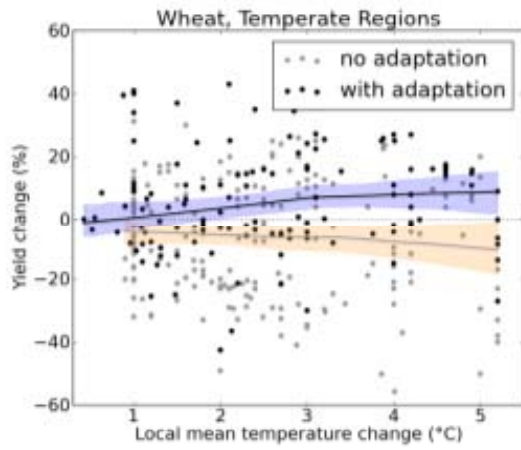 Wheat, Temperate Regions
60
no adaptation
with adaptation
40
20
0
−20
−40
−60
Yield change (%)
1
2
3
4
5
Local mean temperature change (°C)